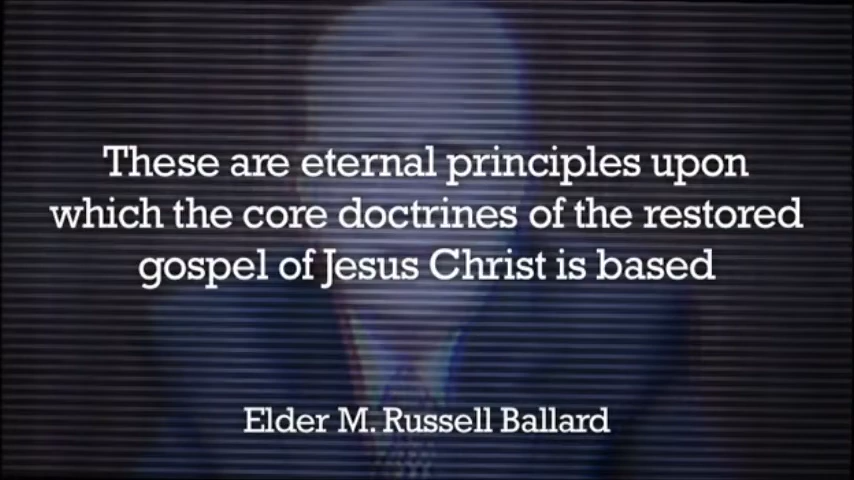 These are eternal principles upon
which the core doctrines of the restored
gospel of Jesus Christ is based
Elder M. Russell Ballard